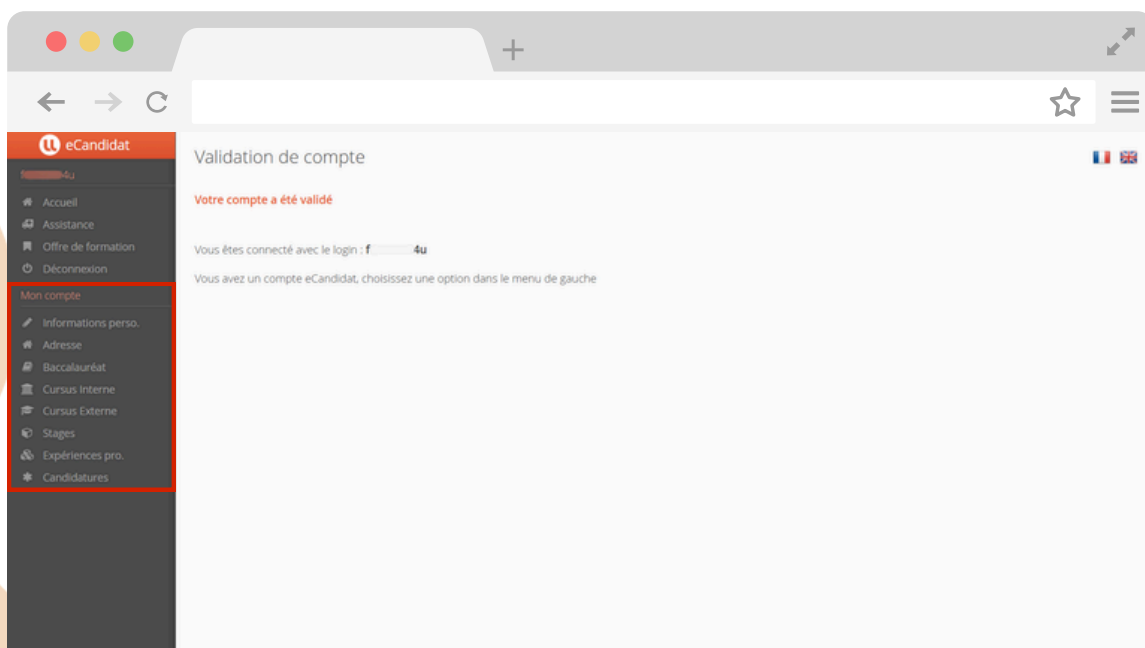 eCandidat
4u
Accueil
Assistance
Offre de formation
Déconnexion
Mon compte
Informations perso.
Adresse
Baccalauréat
Cursus Interne
Cursus Externe
Stages
Expériences pro.
Candidatures
Validation de compte
Votre compte a été validé
Vous êtes connecté avec le login : f 4u
Vous avez un compte eCandidat, choisissez une option dans le menu de gauche